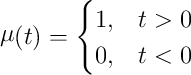 μ(t) = { 1, t > 0
0, t < 0